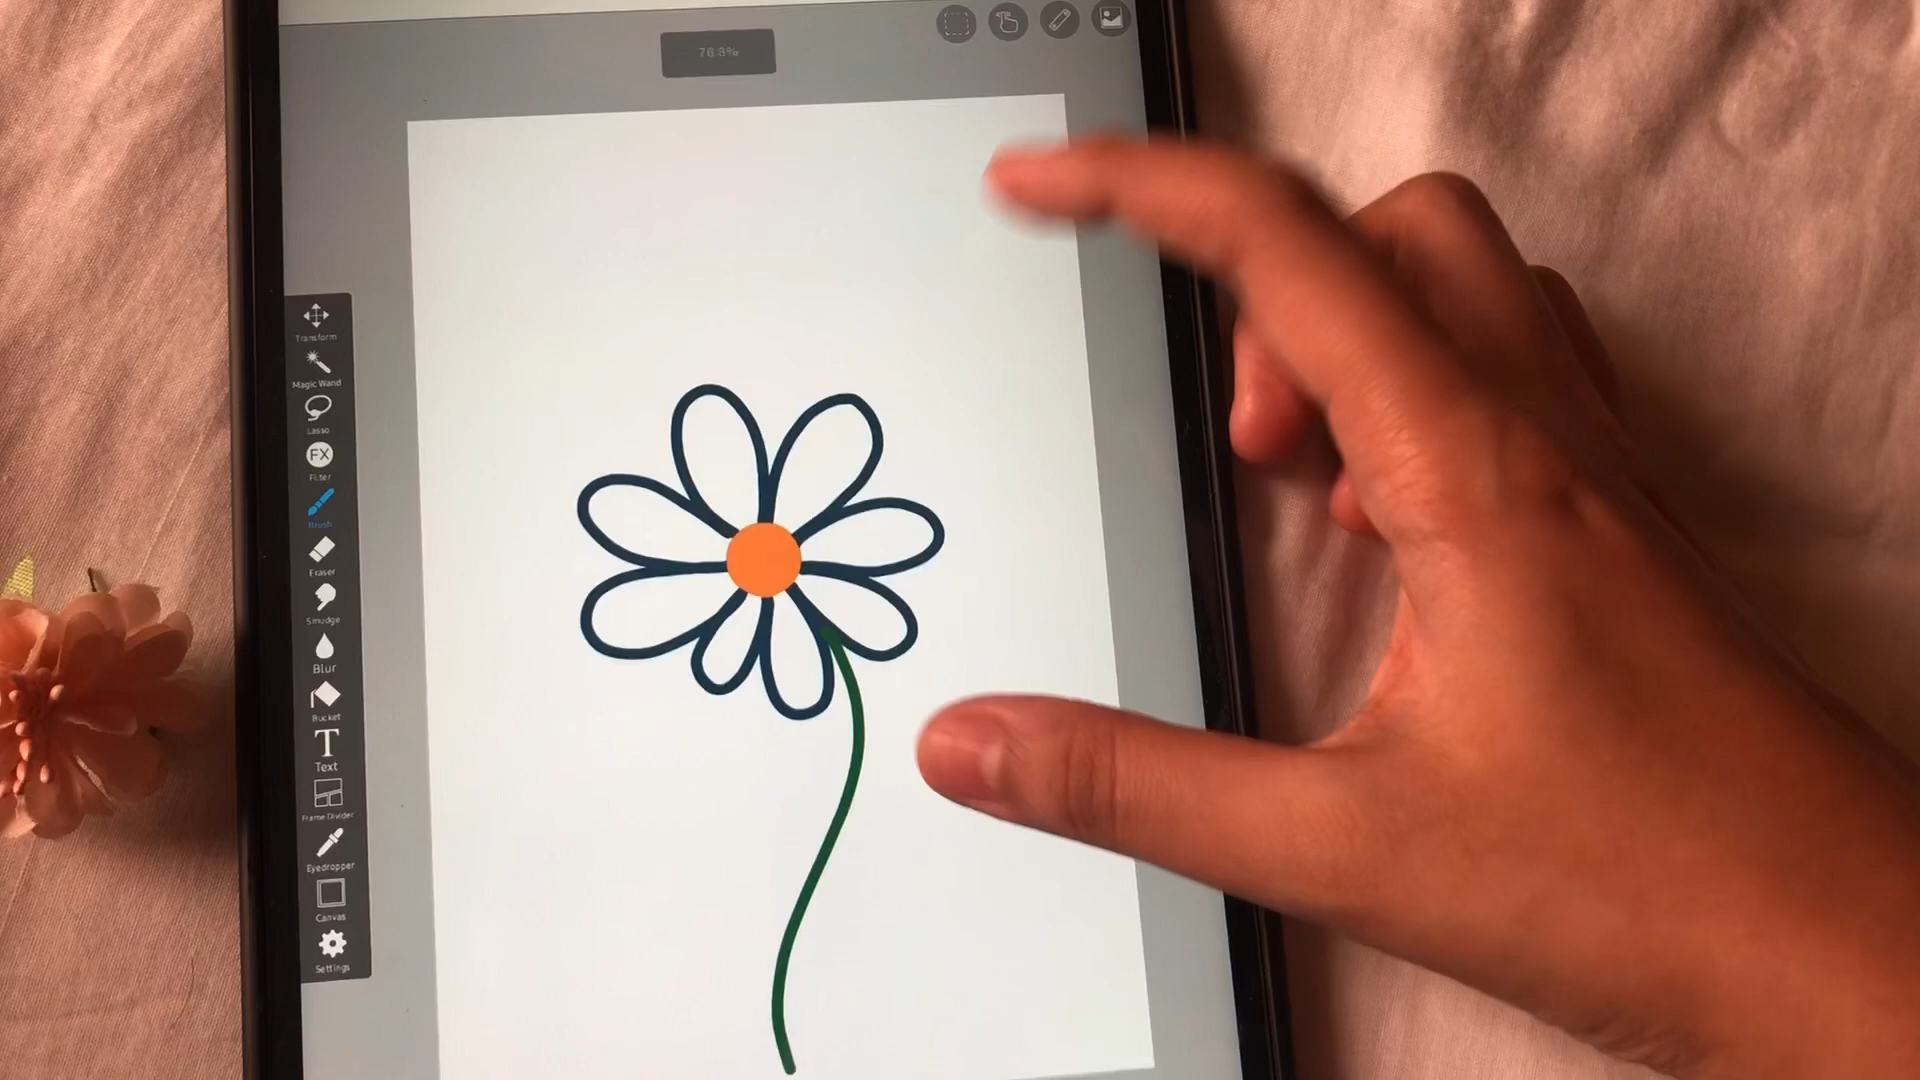 76.3%
Transform
Magic Wand
Lasso
FX
Filter
Brush
Eraser
Smudge
Blur
Bucket
T
Text
Frame Divider
Eyedropper
Canvas
Settings